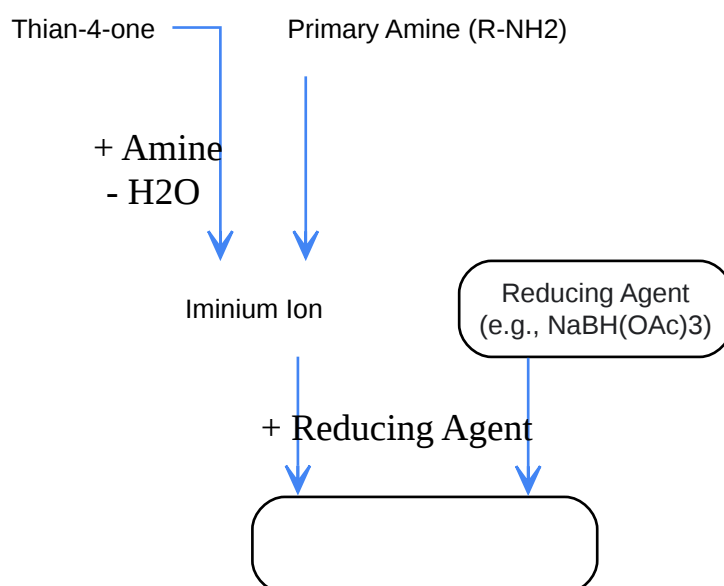 Thian-4-one
Primary Amine (R-NH2)
+ Amine
- H2O
Iminium Ion
Reducing Agent
(e.g., NaBH(OAc)3)
+ Reducing Agent